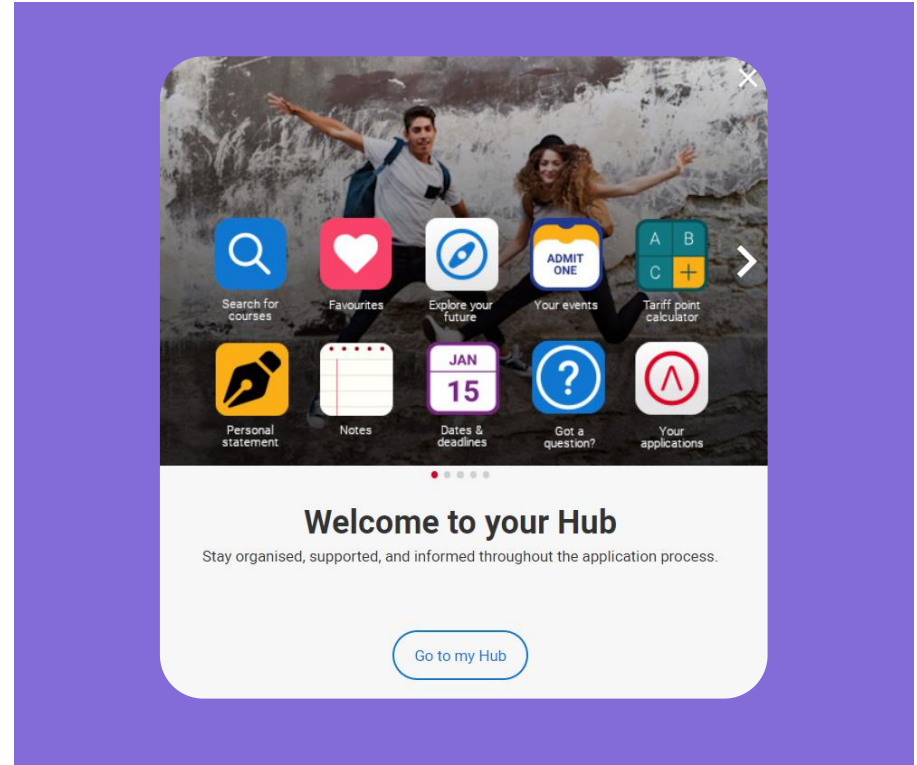 ADMIT
ONE
A B
C +
Search for
courses
Favourites
Explore your
future
Your events
Tariff point
calculator
JAN
15
?
Personal
statement
Notes
Dates &
deadlines
Got a
question?
Your
applications
Welcome to your Hub
Stay organised, supported, and informed throughout the application process.
Go to my Hub